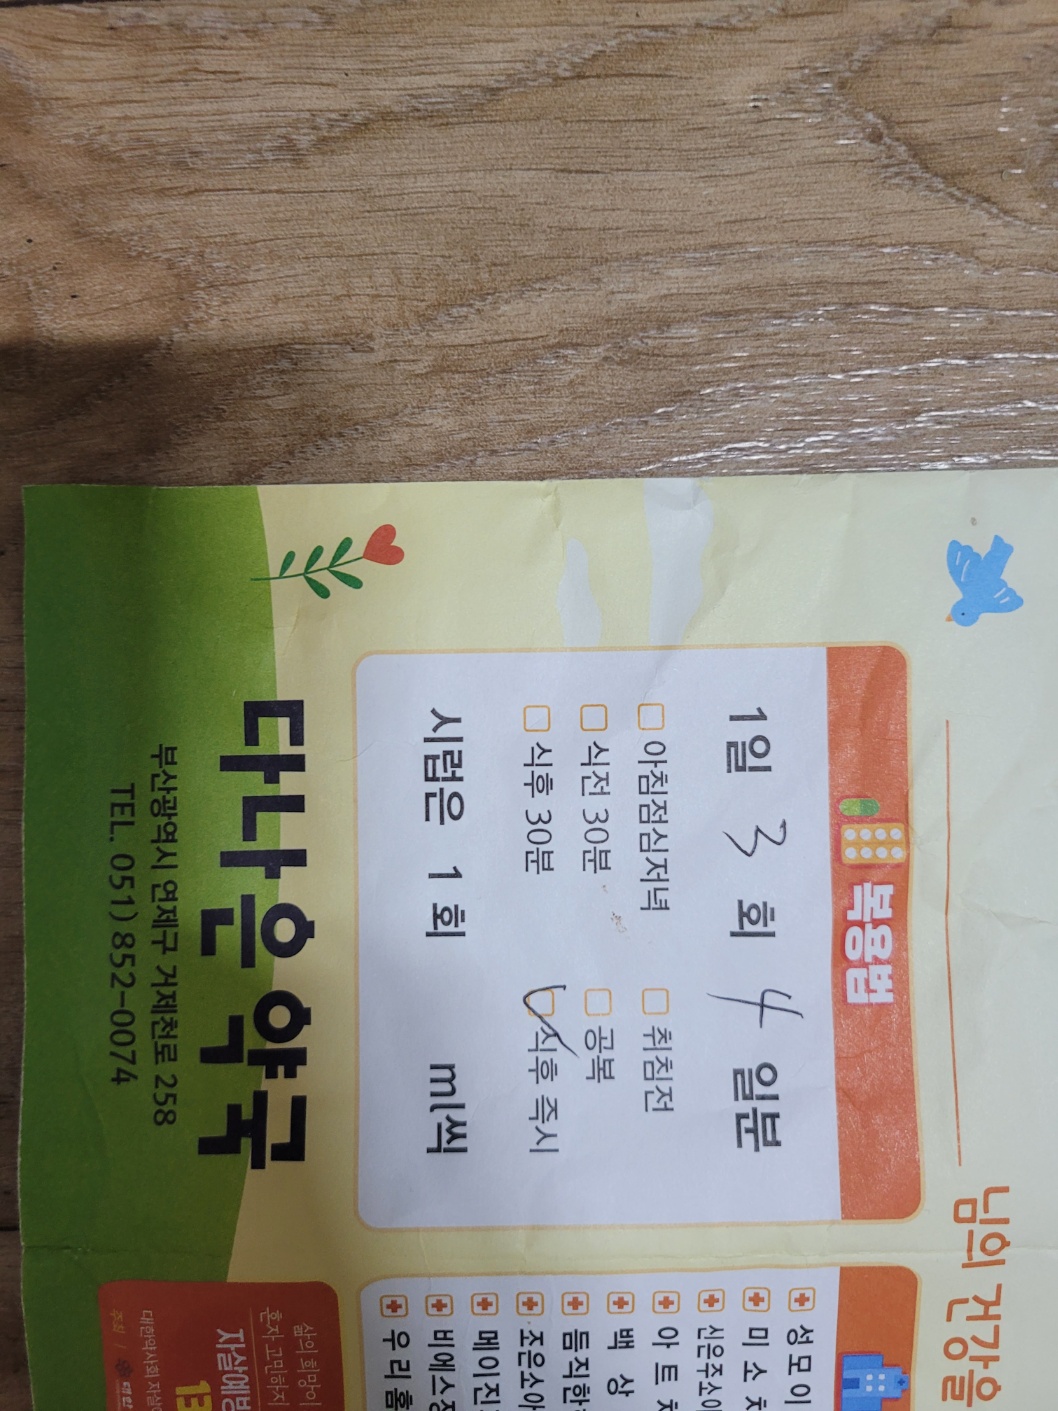 님의 건강을
복용법
1일 3 회 4 일분
아침점심저녁 취침전
식전 30분 공복
식후 30분 식후 즉시
시럽은 1 회 ml씩
다나은약국
부산광역시 연제구 거제천로 258
TEL. 051) 852-0074
성모이
미소치
신은주소아
아트치
백상
듬직한
조은소아
메이진
비에스
우리홈
삶의 희망이
혼자 고민하지
자살예방
대한약사회
주최 /